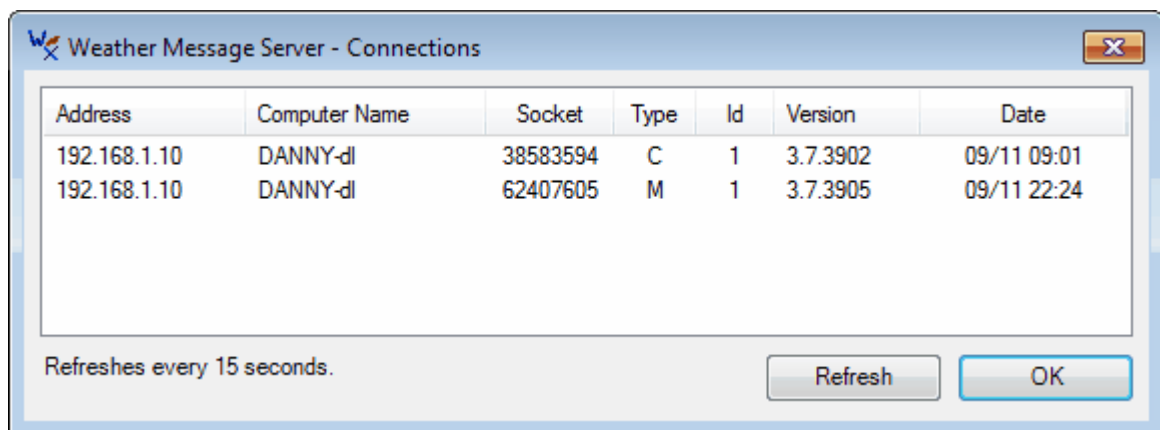 Weather Message Server - Connections
Address Computer Name Socket Type Id Version Date
192.168.1.10 DANNY-dl 38583594 C 1 3.7.3902 09/11 09:01
192.168.1.10 DANNY-dl 62407605 M 1 3.7.3905 09/11 22:24
Refreshes every 15 seconds.
Refresh OK